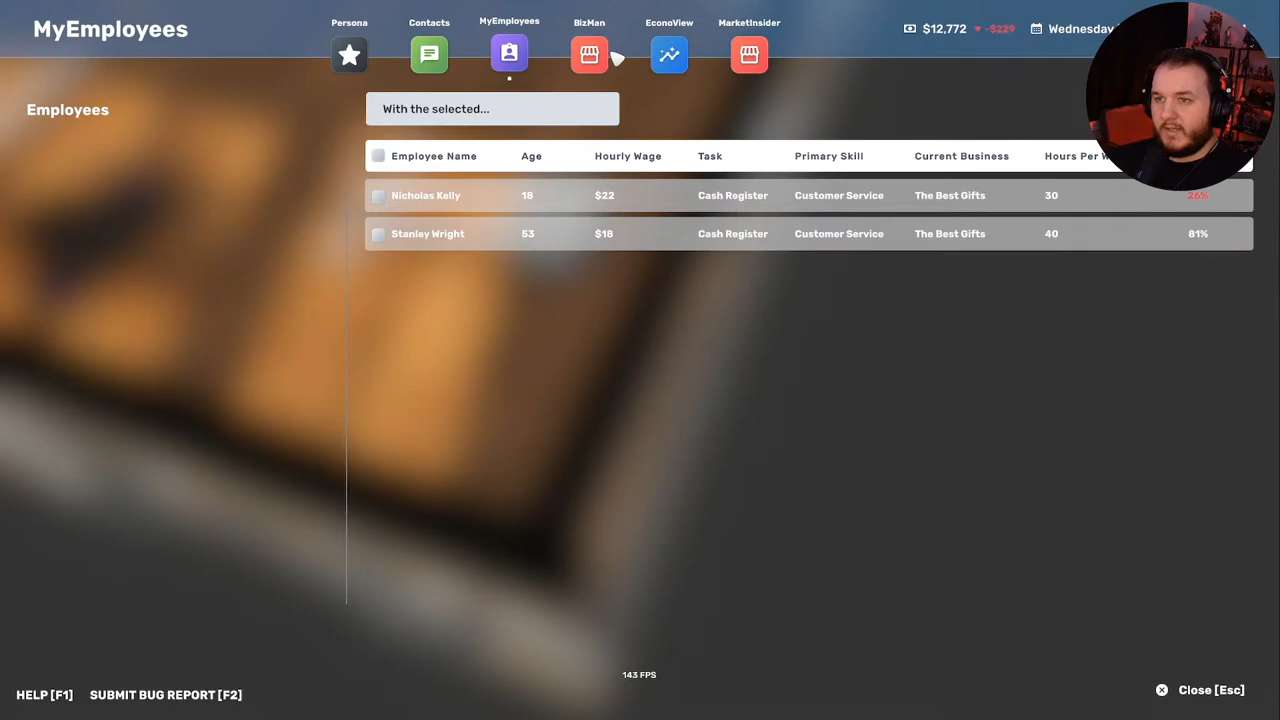 MyEmployees
Persona
Contacts
MyEmployees
BizMan
EconoView
MarketInsider
$12,772
-$229
Wednesday
Employees
With the selected...
Employee Name Age Hourly Wage Task Primary Skill Current Business Hours Per
Nicholas Kelly 18 $22 Cash Register Customer Service The Best Gifts 30 26%
Stanley Wright 53 $18 Cash Register Customer Service The Best Gifts 40 81%
143 FPS
HELP [F1] SUBMIT BUG REPORT [F2]
Close [Esc]